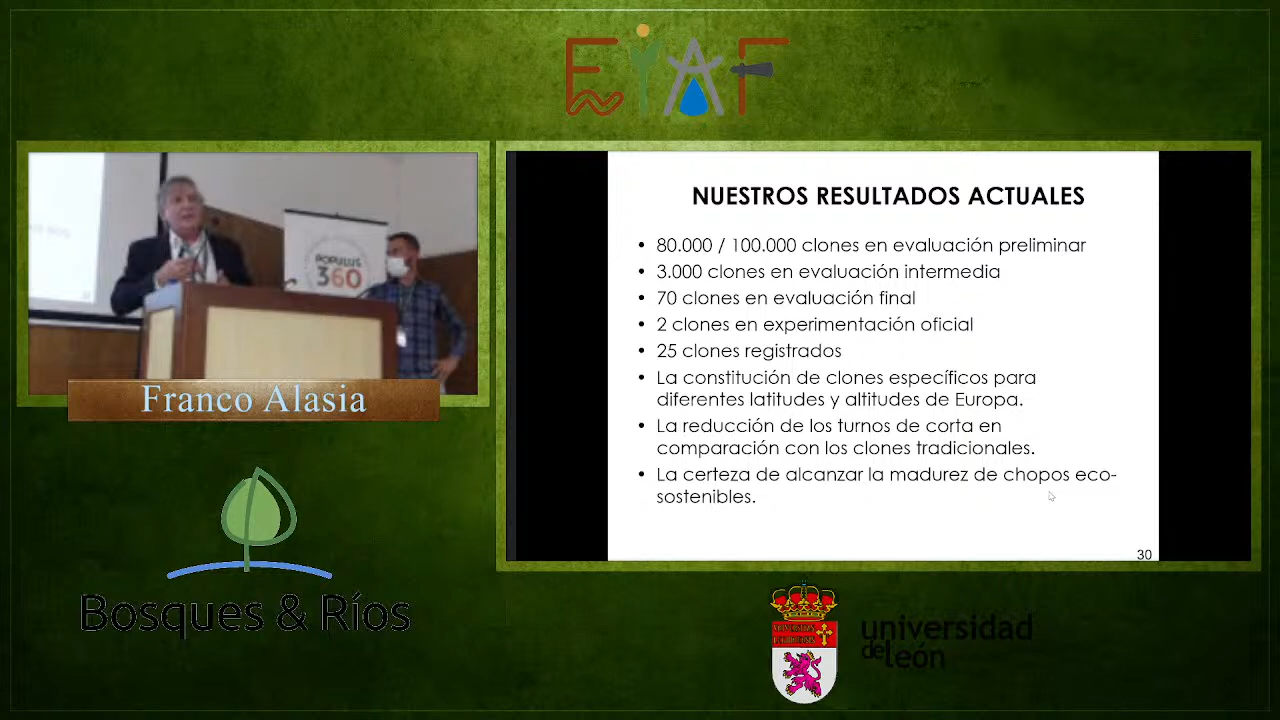 EIAF
NUESTROS RESULTADOS ACTUALES
• 80.000 / 100.000 clones en evaluación preliminar
• 3.000 clones en evaluación intermedia
• 70 clones en evaluación final
• 2 clones en experimentación oficial
• 25 clones registrados
• La constitución de clones específicos para
diferentes latitudes y altitudes de Europa.
• La reducción de los turnos de corta en
comparación con los clones tradicionales.
• La certeza de alcanzar la madurez de chopos eco-
sostenibles.
30
POPULUS
360
Franco Alasia
Bosques & Ríos
universidad
de león